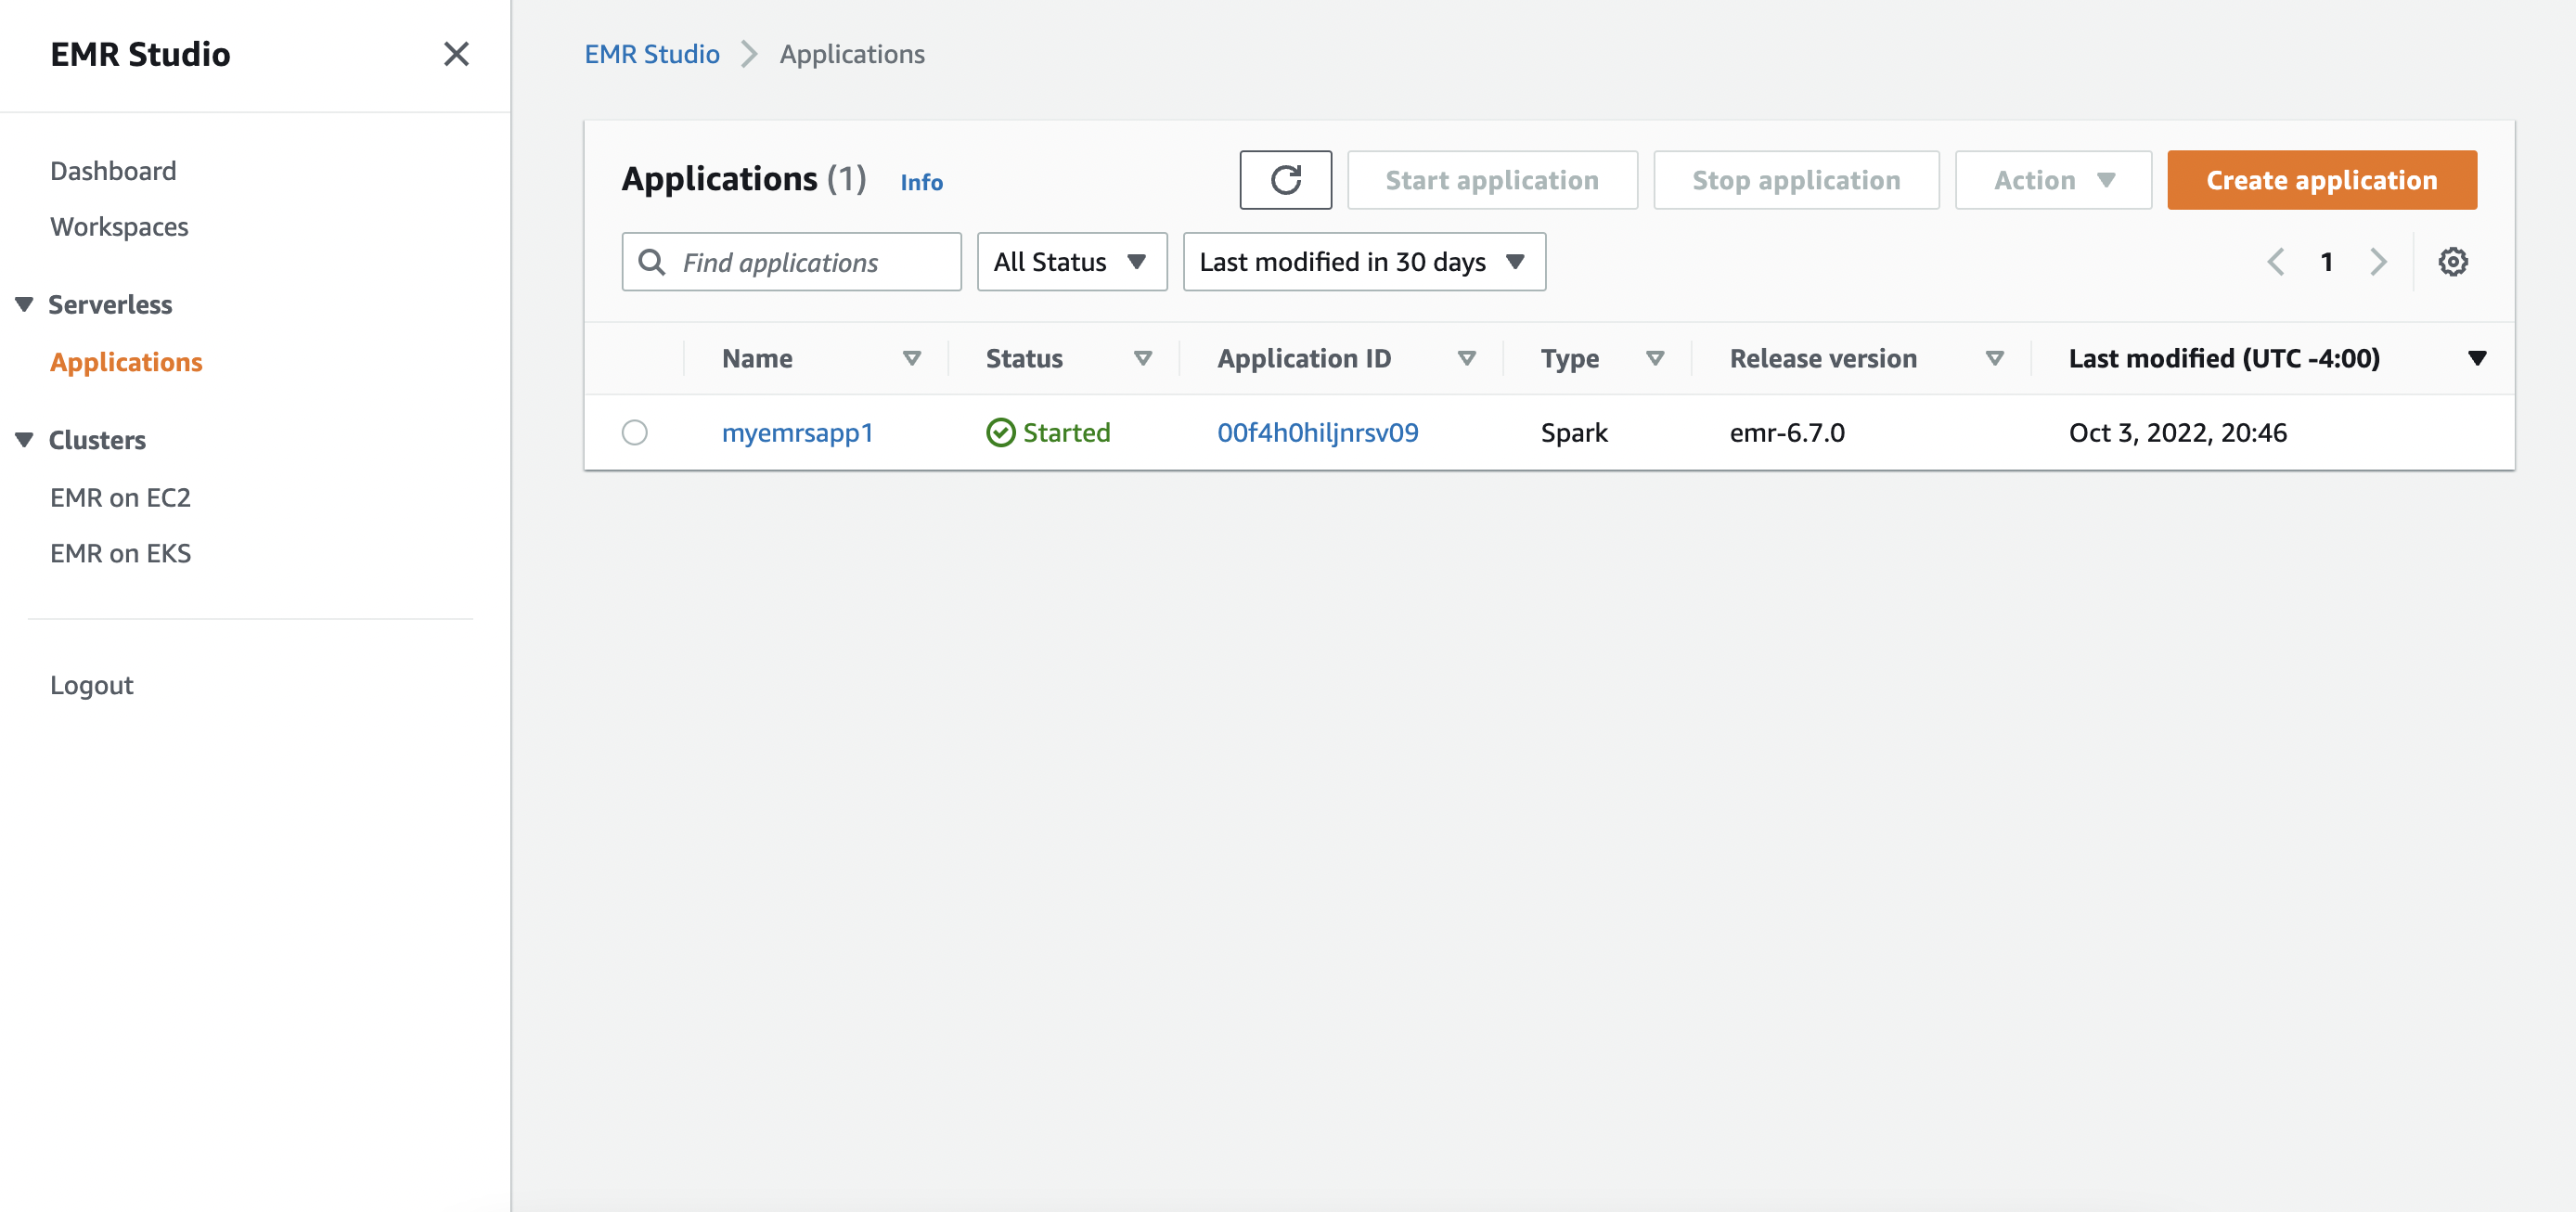 EMR Studio
Dashboard
Workspaces
Serverless
Applications
Clusters
EMR on EC2
EMR on EKS
Logout
EMR Studio Applications
Applications (1) Info Start application Stop application Action Create application
Find applications All Status Last modified in 30 days 1
Name Status Application ID Type Release version Last modified (UTC -4:00)
myemrsapp1 Started 00f4h0hiljnrsv09 Spark emr-6.7.0 Oct 3, 2022, 20:46